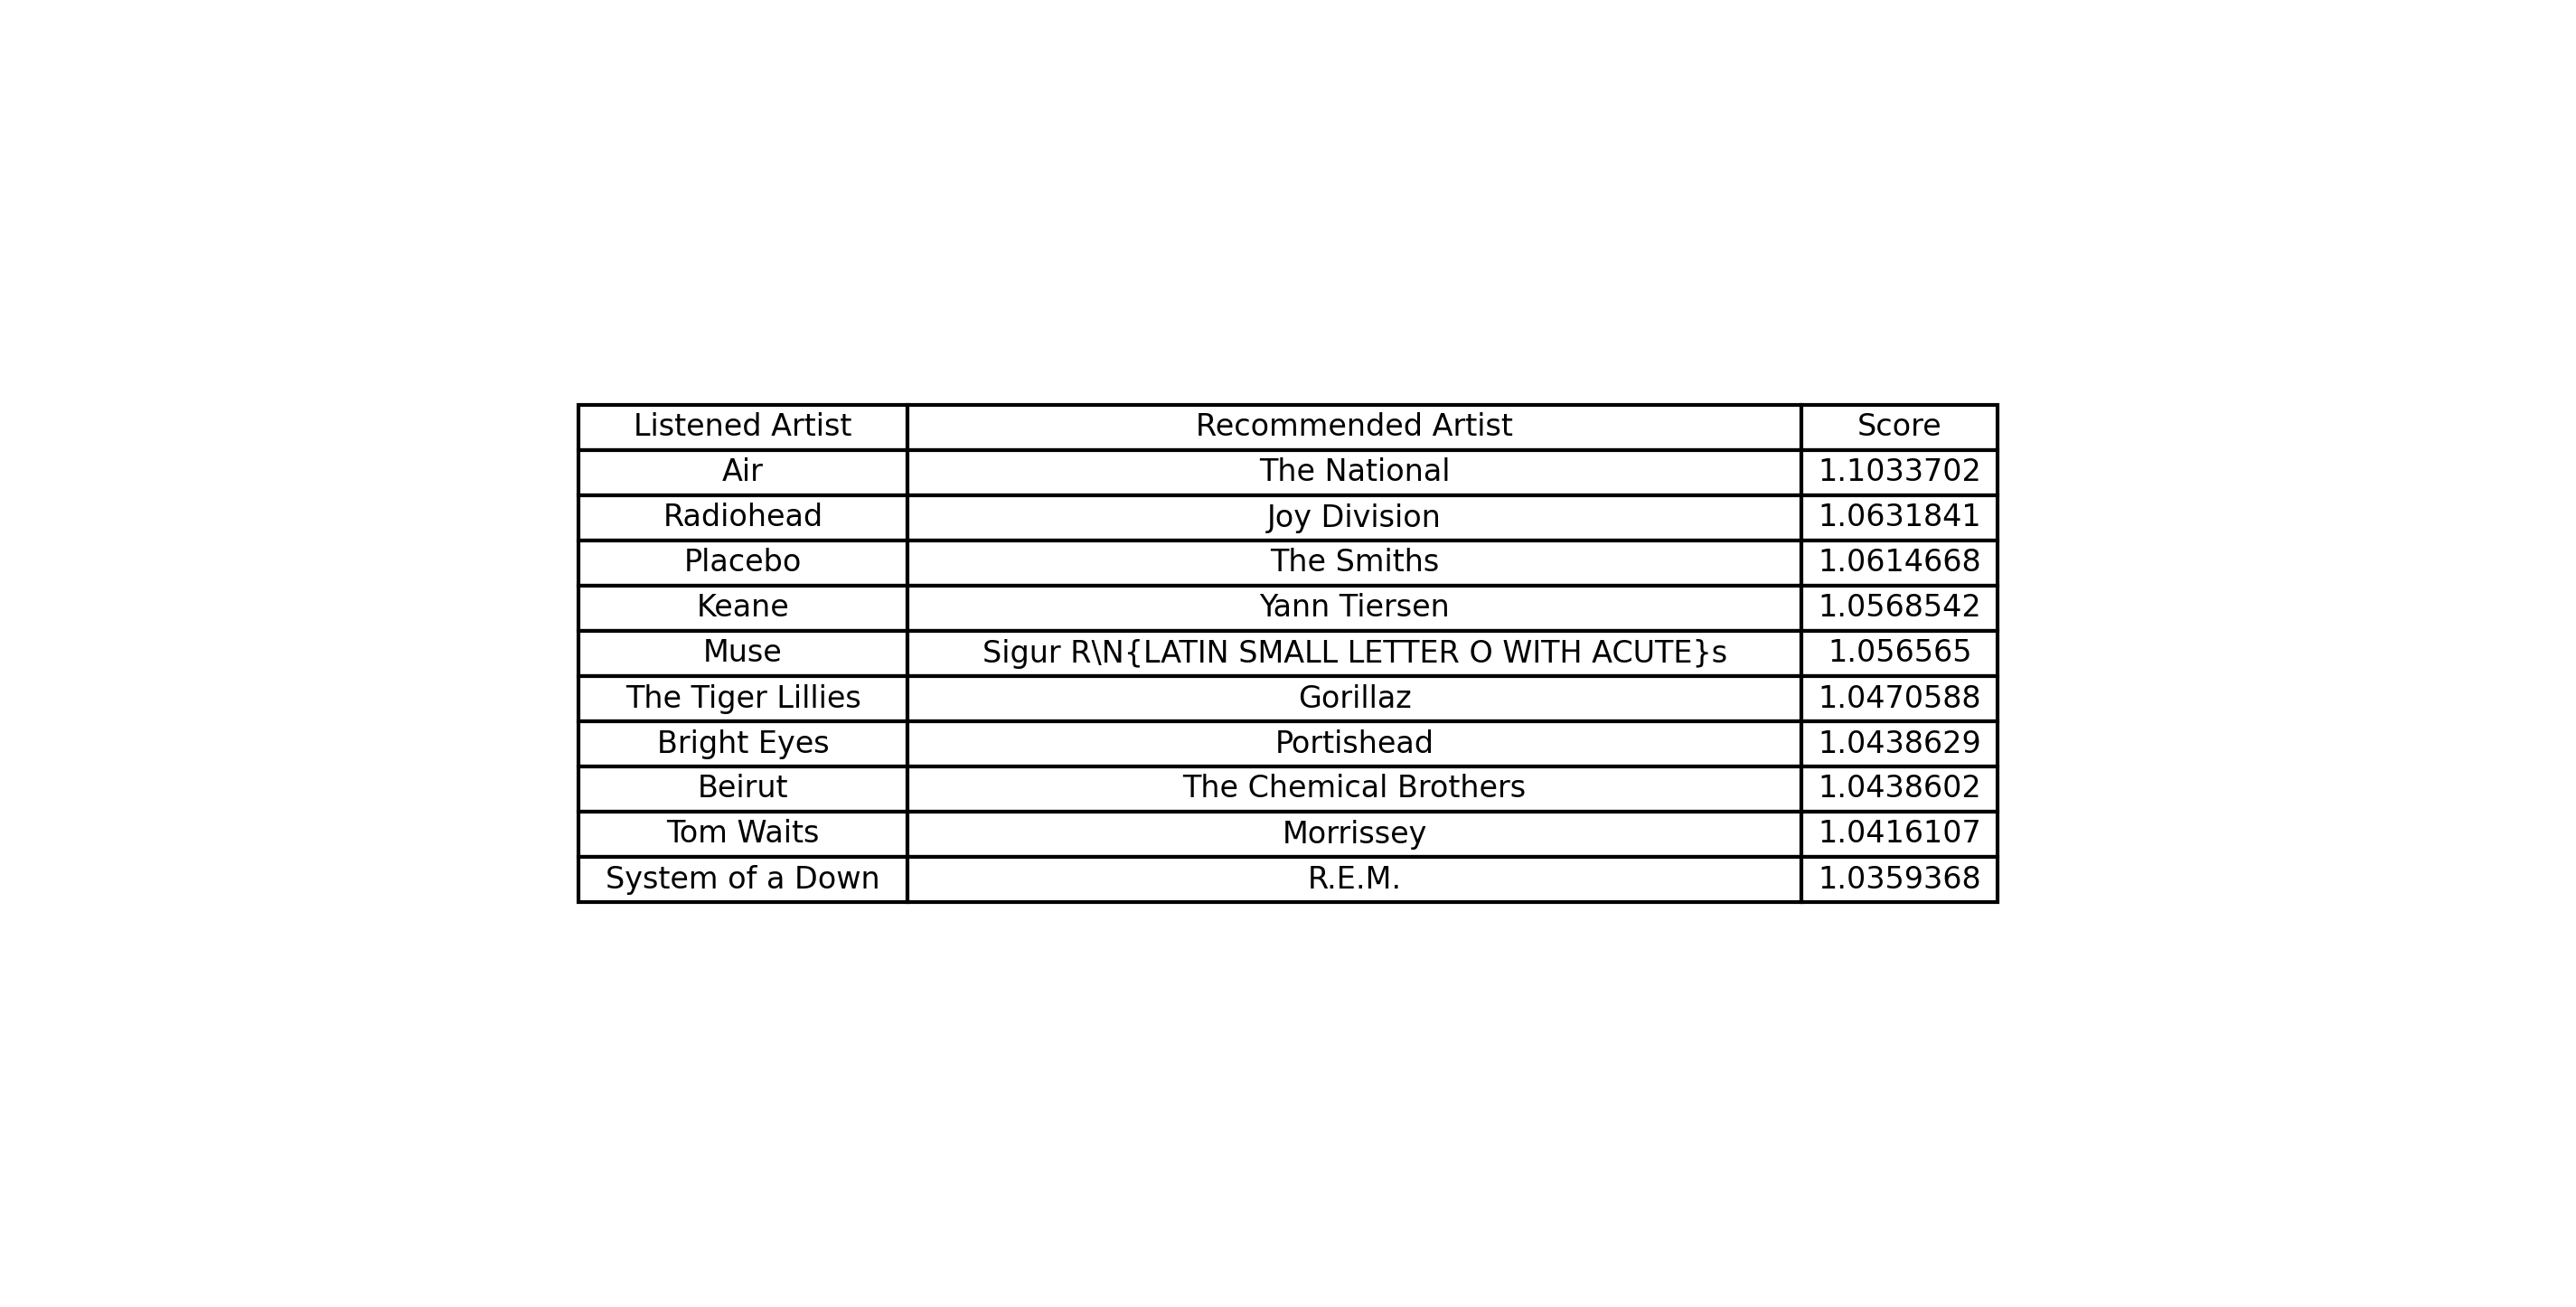 Listened Artist Recommended Artist Score
Air The National 1.1033702
Radiohead Joy Division 1.0631841
Placebo The Smiths 1.0614668
Keane Yann Tiersen 1.0568542
Muse Sigur R\N{LATIN SMALL LETTER O WITH ACUTE}s 1.056565
The Tiger Lillies Gorillaz 1.0470588
Bright Eyes Portishead 1.0438629
Beirut The Chemical Brothers 1.0438602
Tom Waits Morrissey 1.0416107
System of a Down R.E.M. 1.0359368